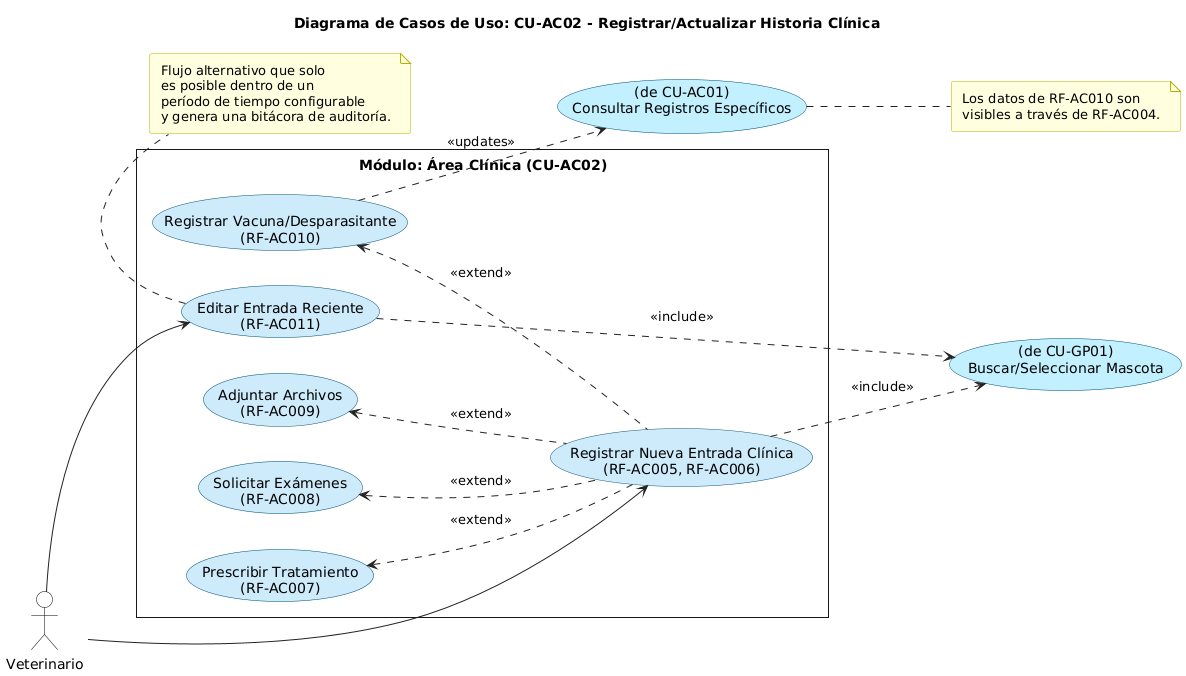 Diagrama de Casos de Uso: CU-AC02 - Registrar/Actualizar Historia Clínica
Flujo alternativo que solo
es posible dentro de un
período de tiempo configurable
y genera una bitácora de auditoría.
(de CU-AC01)
Consultar Registros Específicos
Los datos de RF-AC010 son
visibles a través de RF-AC004.
«updates»
Módulo: Área Clínica (CU-AC02)
Registrar Vacuna/Desparasitante
(RF-AC010)
«extend»
Editar Entrada Reciente
(RF-AC011)
«include»
(de CU-GP01)
Buscar/Seleccionar Mascota
«include»
Adjuntar Archivos
(RF-AC009)
«extend»
Registrar Nueva Entrada Clínica
(RF-AC005, RF-AC006)
Solicitar Exámenes
(RF-AC008)
«extend»
«extend»
Prescribir Tratamiento
(RF-AC007)
Veterinario